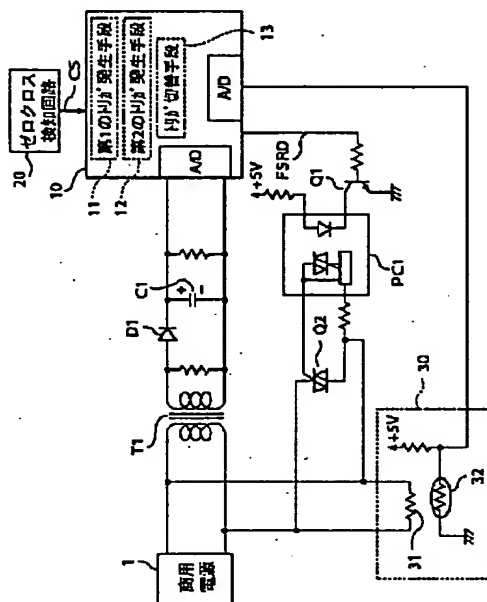 20
ゼロクロス
検知回路
CS
10
11
第1のトリガ発生手段
12
第2のトリガ発生手段
トリガ切替手段
13
A/D
A/D
1
商用
電源
T1
D1
C1
+
-
FSRD
+5V
Q1
PC1
Q2
30
+5V
31
32